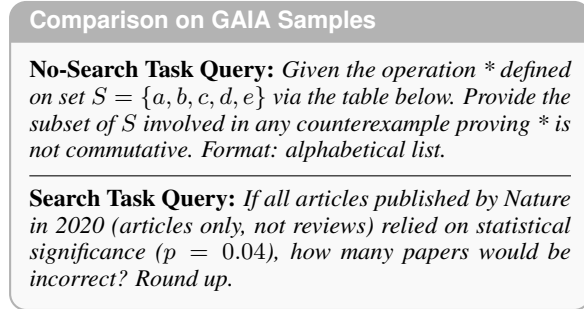 Comparison on GAIA Samples
No-Search Task Query: Given the operation * defined
on set S = {a, b, c, d, e} via the table below. Provide the
subset of S involved in any counterexample proving * is
not commutative. Format: alphabetical list.
Search Task Query: If all articles published by Nature
in 2020 (articles only, not reviews) relied on statistical
significance (p = 0.04), how many papers would be
incorrect? Round up.